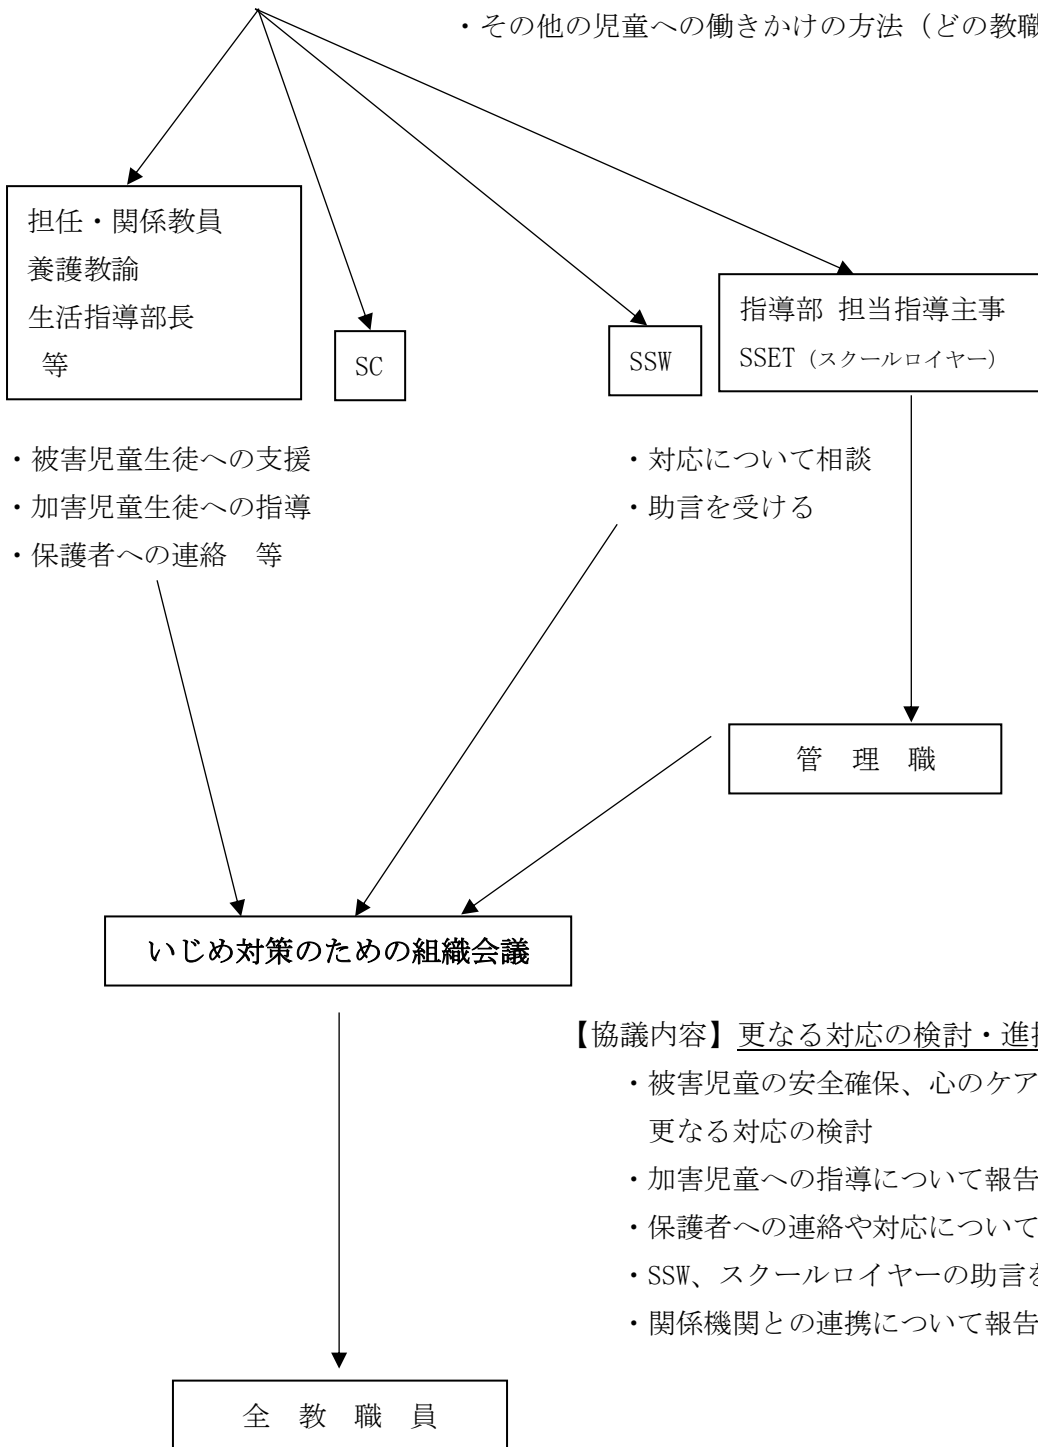 ・その他の児童への働きかけの方法（どの教職
担任・関係教員
養護教諭
生活指導部長
等
SC
SSW
指導部 担当指導主事
SSET（スクールロイヤー）
・被害児童生徒への支援
・加害児童生徒への指導
・保護者への連絡　等
・対応について相談
・助言を受ける
管　理　職
いじめ対策のための組織会議
【協議内容】更なる対応の検討・進
・被害児童の安全確保、心のケア
更なる対応の検討
・加害児童への指導について報告
・保護者への連絡や対応について
・SSW、スクールロイヤーの助言
・関係機関との連携について報告
全　教　職　員